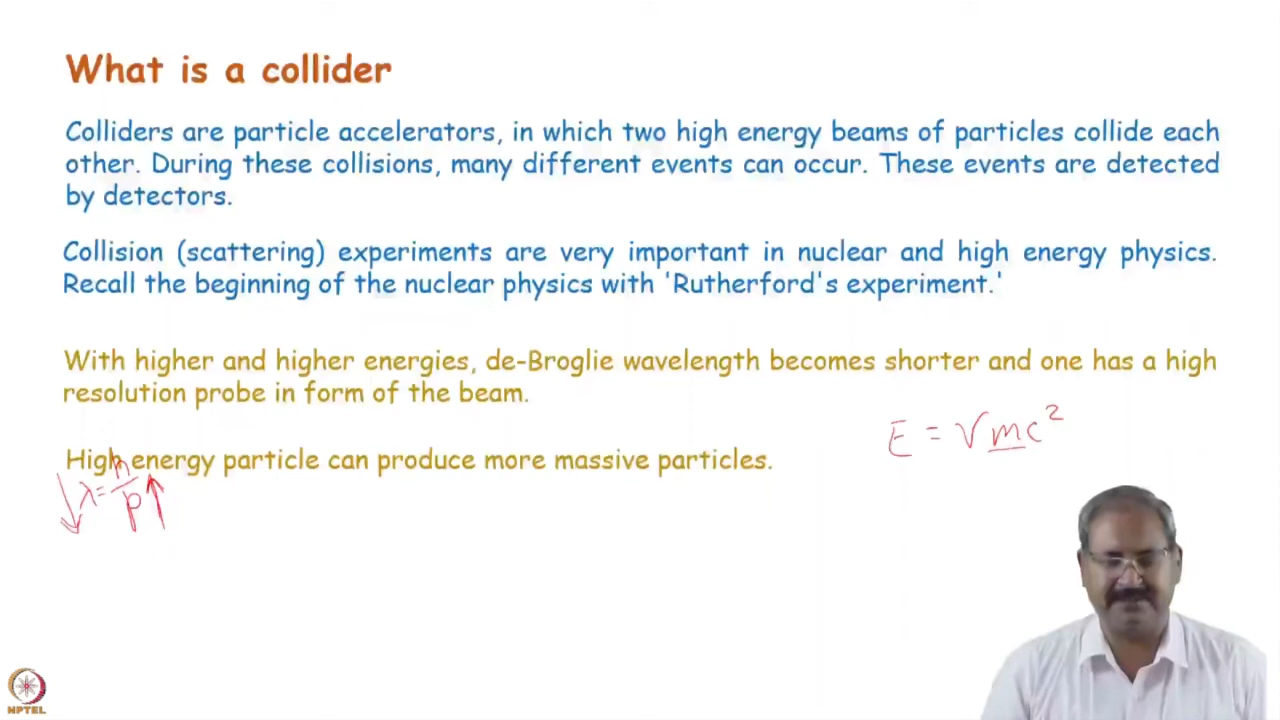 What is a collider
Colliders are particle accelerators, in which two high energy beams of particles collide each
other. During these collisions, many different events can occur. These events are detected
by detectors.
Collision (scattering) experiments are very important in nuclear and high energy physics.
Recall the beginning of the nuclear physics with 'Rutherford's experiment.'
With higher and higher energies, de-Broglie wavelength becomes shorter and one has a high
resolution probe in form of the beam.
E = γmc²
High energy particle can produce more massive particles.
↓λ = h/p↑
NPTEL